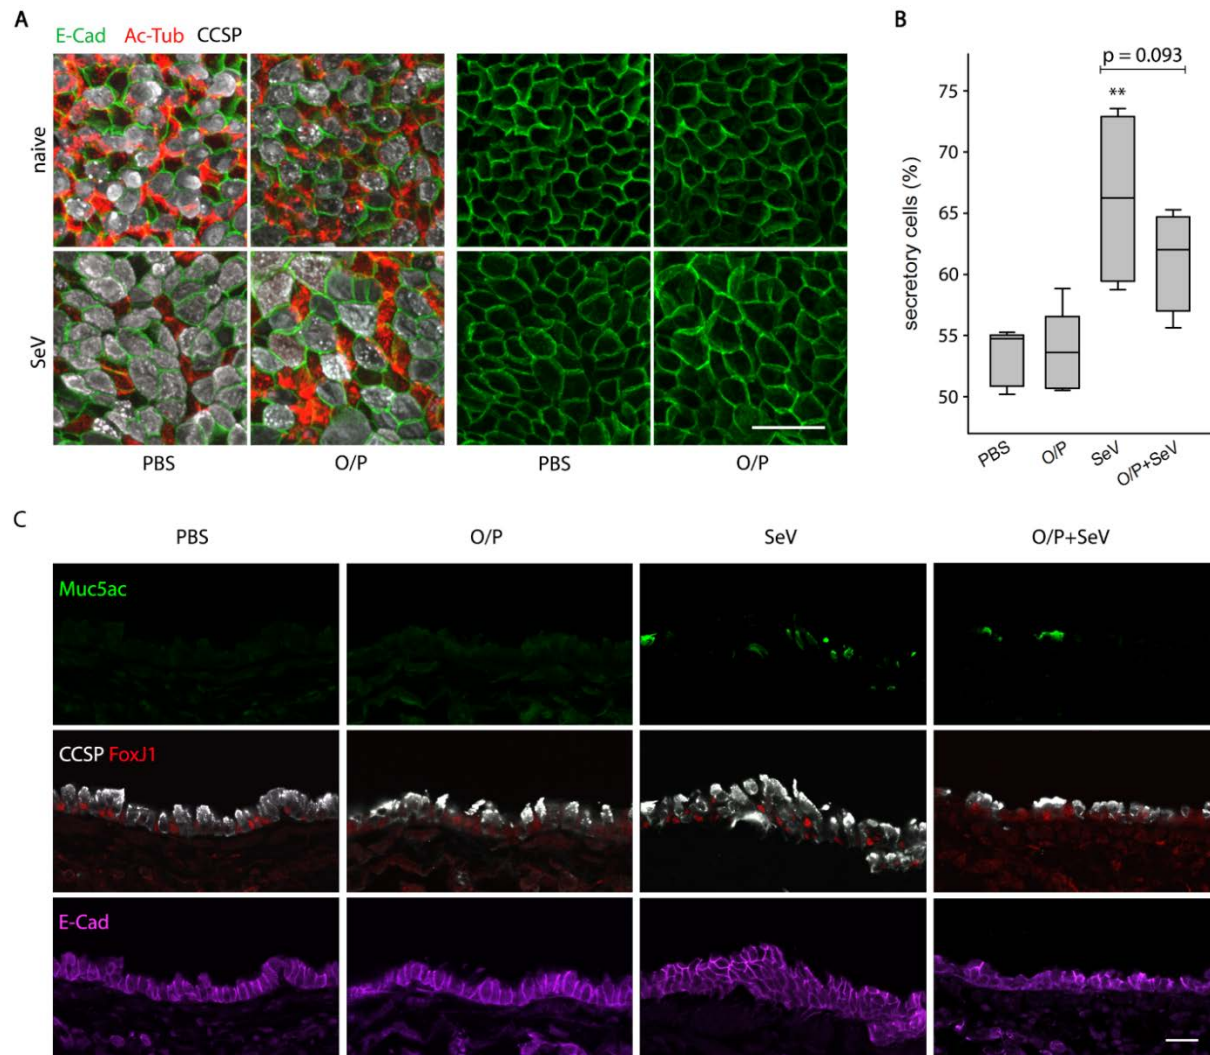 A
E-Cad Ac-Tub CCSP
naive
SeV
PBS O/P PBS O/P
B
p = 0.093
**
secretory cells (%)
75
70
65
60
55
50
PBS O/P SeV O/P+SeV
C
PBS O/P SeV O/P+SeV
Muc5ac
CCSP FoxJ1
E-Cad